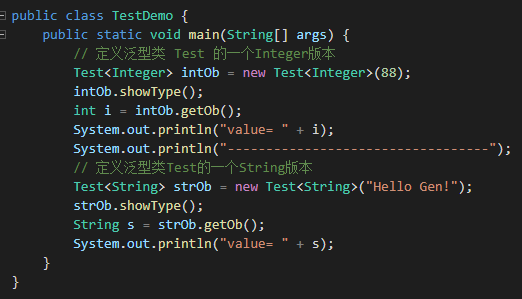 public class TestDemo {
    public static void main(String[] args) {
        // 定义泛型类 Test 的一个Integer版本
        Test<Integer> intOb = new Test<Integer>(88);
        intOb.showType();
        int i = intOb.getOb();
        System.out.println("value= " + i);
        System.out.println("----------------------------------");
        // 定义泛型类Test的一个String版本
        Test<String> strOb = new Test<String>("Hello Gen!");
        strOb.showType();
        String s = strOb.getOb();
        System.out.println("value= " + s);
    }
}